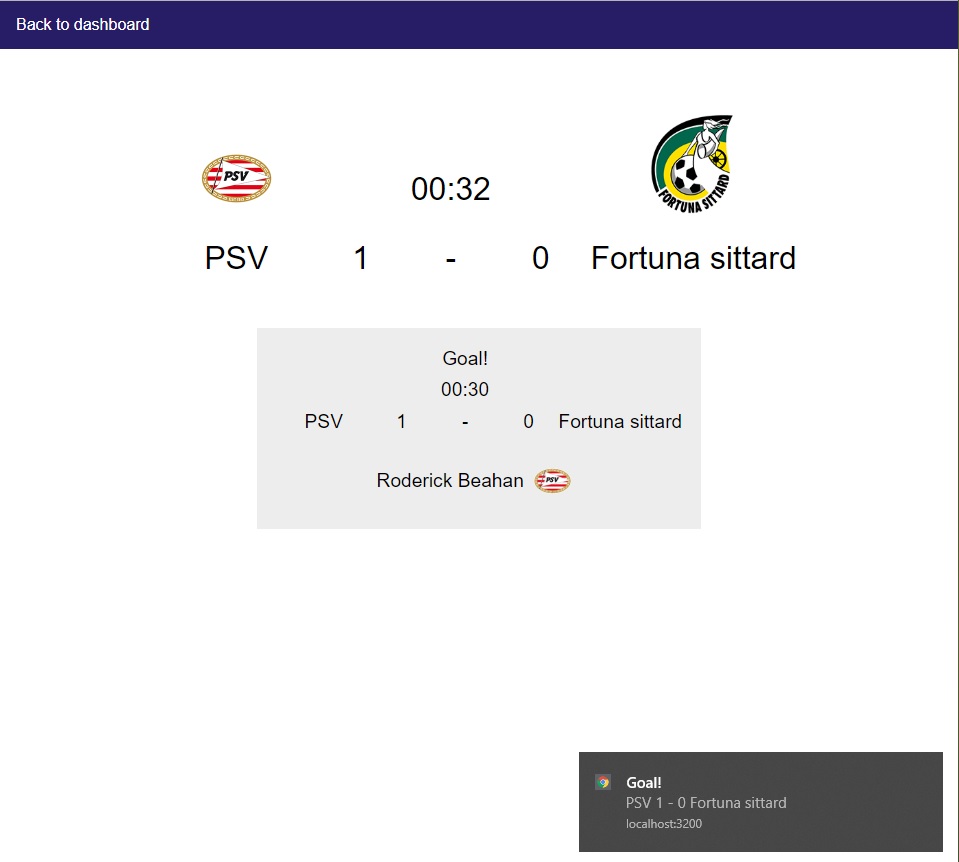 Back to dashboard
PSV
00:32
FORTUNA SITTARD
PSV 1 - 0 Fortuna sittard
Goal!
00:30
PSV 1 - 0 Fortuna sittard
Roderick Beahan PSV
Goal!
PSV 1 - 0 Fortuna sittard
localhost:3200